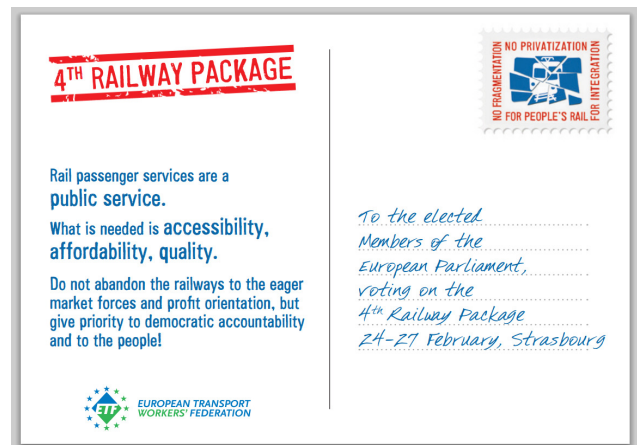 4TH RAILWAY PACKAGE
NO PRIVATIZATION
NO FRAGMENTATION
FOR INTEGRATION
FOR PEOPLE'S RAIL
Rail passenger services are a
public service.
What is needed is accessibility,
affordability, quality.
Do not abandon the railways to the eager
market forces and profit orientation, but
give priority to democratic accountability
and to the people!
To the elected
Members of the
European Parliament,
voting on the
4th Railway Package
24-27 February, Strasbourg
ETF
EUROPEAN TRANSPORT
WORKERS' FEDERATION